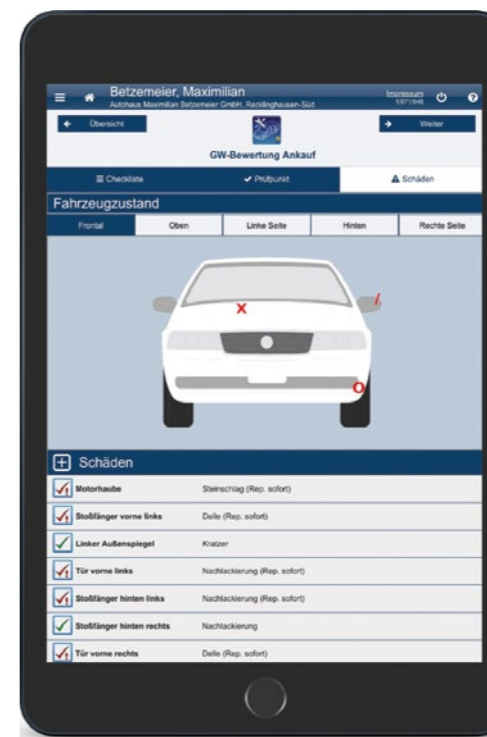 Betzemeier, Maximilian
Autohaus Maximilian Betzemeier GmbH, Recklinghausen-Süd
Impressum
Übersicht
Weiter
GW-Bewertung Ankauf
Checkliste
Prüfpunkt
Schäden
Fahrzeugzustand
Frontal Oben Linke Seite Hinten Rechte Seite
X
/
O
Schäden
Motorhaube Steinschlag (Rep. sofort)
Stoßfänger vorne links Delle (Rep. sofort)
Linker Außenspiegel Kratzer
Tür vorne links Nachlackierung (Rep. sofort)
Stoßfänger hinten links Nachlackierung (Rep. sofort)
Stoßfänger hinten rechts Nachlackierung
Tür vorne rechts Delle (Rep. sofort)